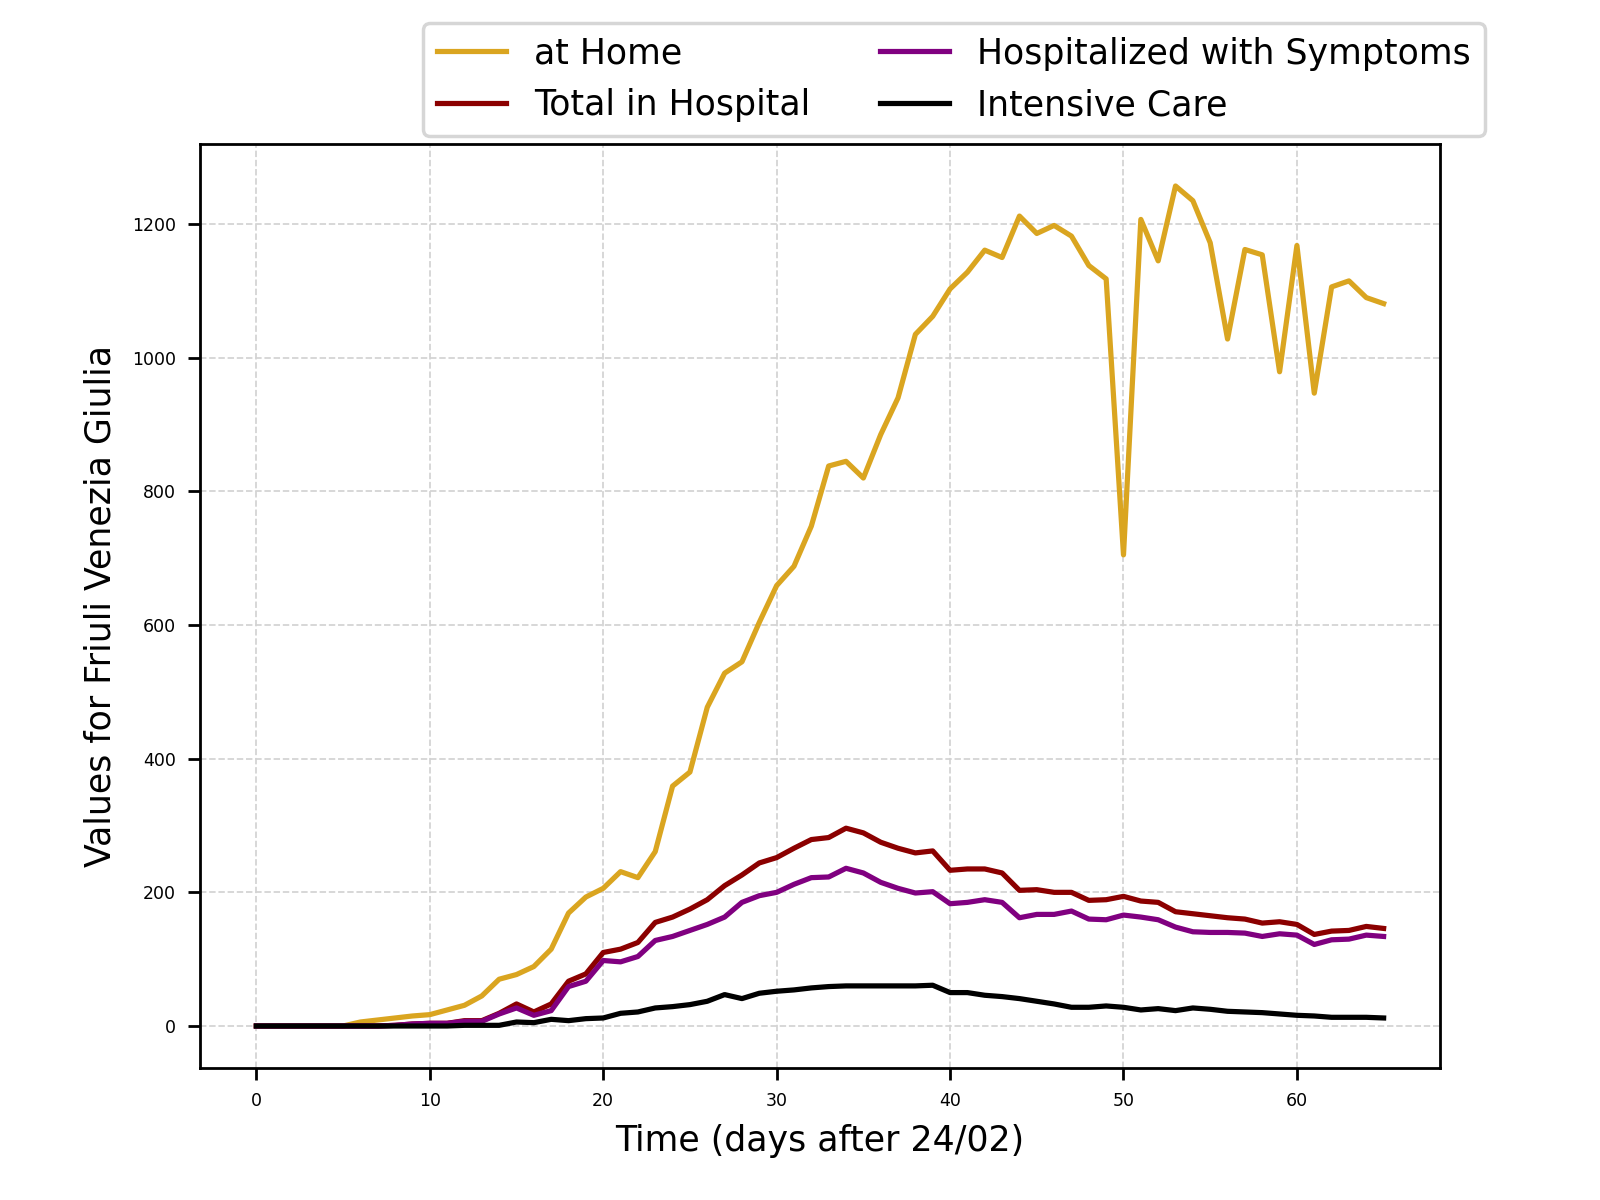 at Home
Total in Hospital
Hospitalized with Symptoms
Intensive Care
Values for Friuli Venezia Giulia
1200
1000
800
600
400
200
0
0 10 20 30 40 50 60
Time (days after 24/02)